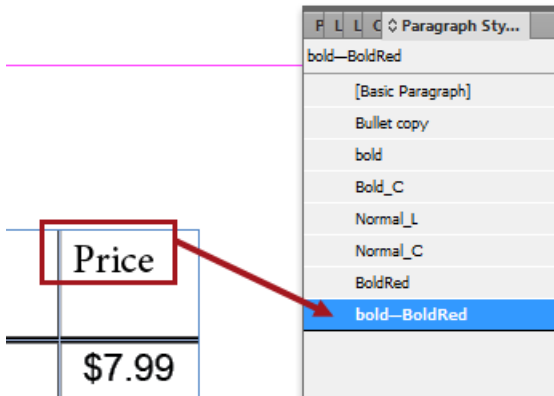 P L L C Paragraph Sty...
bold—BoldRed
[Basic Paragraph]
Bullet copy
bold
Bold_C
Normal_L
Normal_C
BoldRed
bold—BoldRed
Price
$7.99